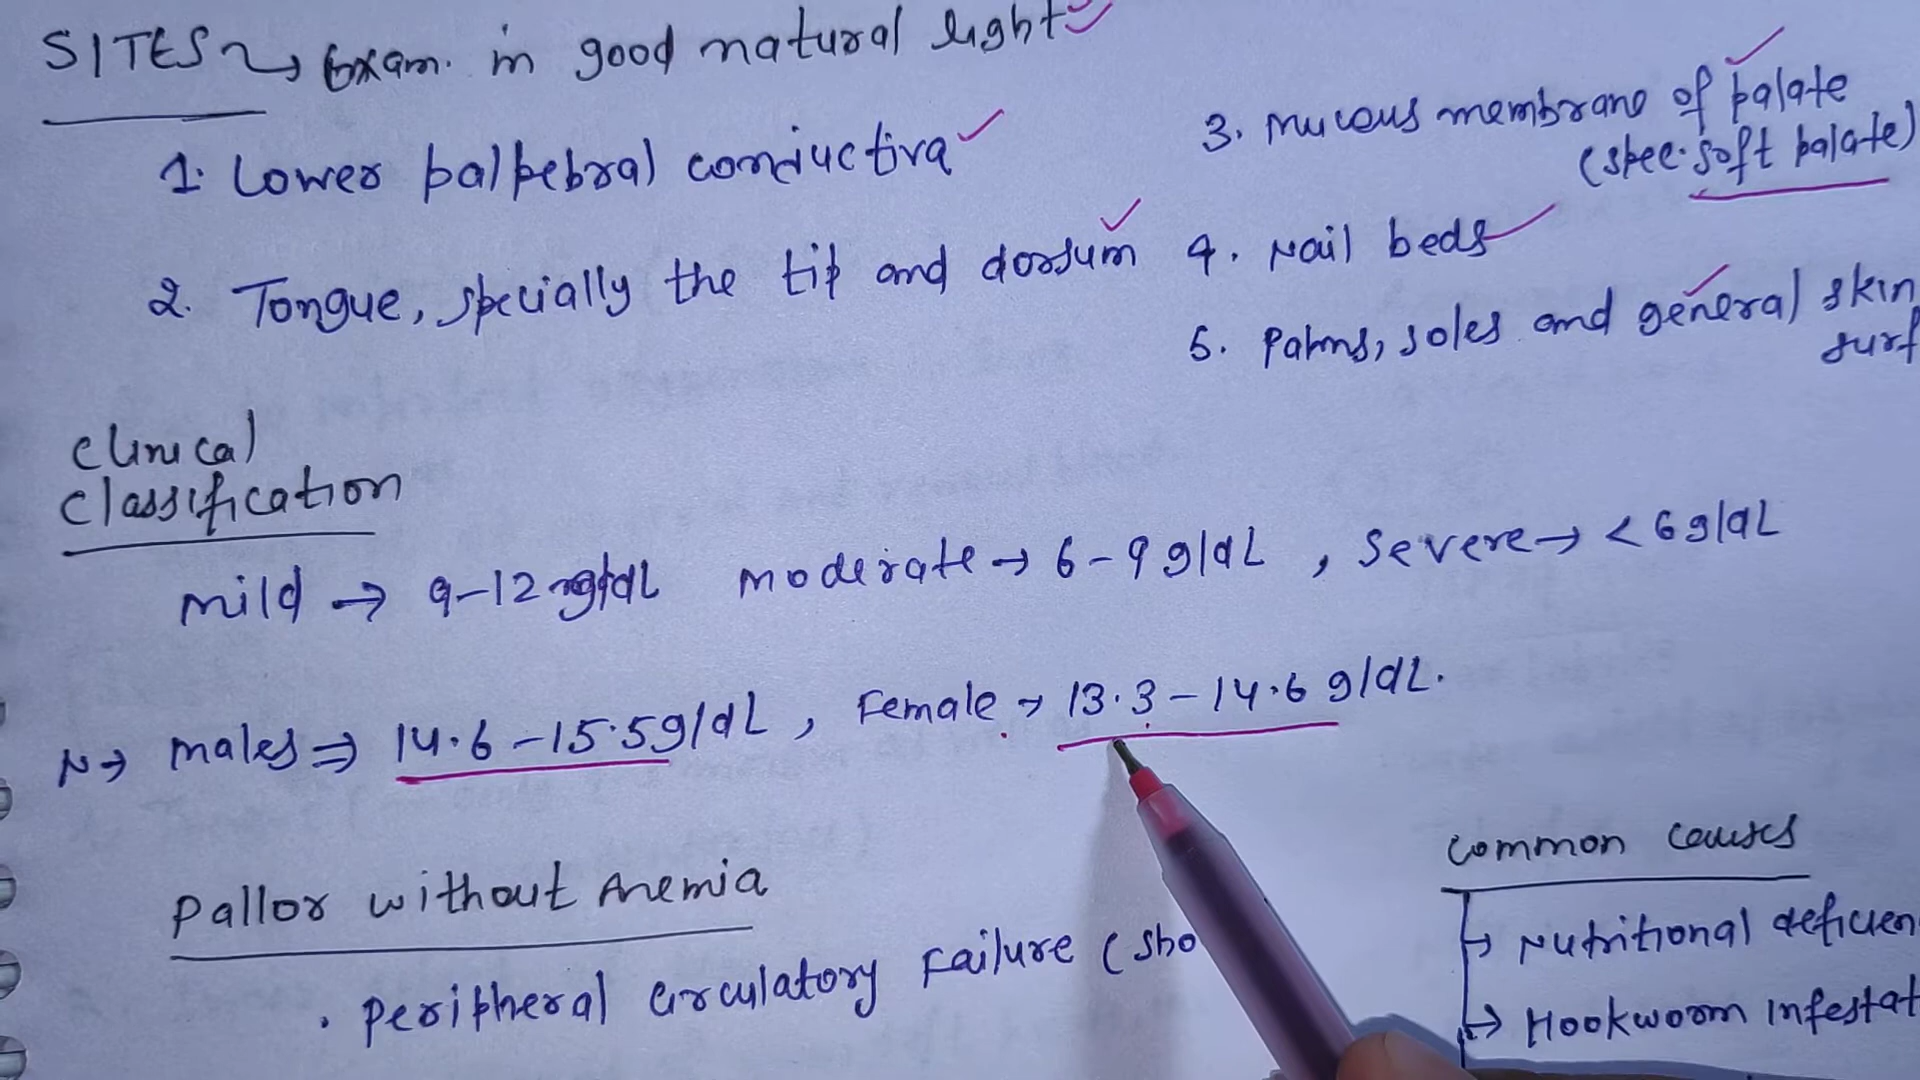 SITES → Exam. in good natural light
1. Lower palpebral conjuctiva
2. Tongue, specially the tip and dorsum
3. Mucous membrane of palate
(spec. soft palate)
4. Nail beds
5. Palms, soles and general skin
surf
Clinical
Classification
Mild → 9-12 g/dL Moderate → 6-9 g/dL , Severe → <6 g/dL
N → Males ⇒ 14.6 - 15.5 g/dL , Female → 13.3 - 14.6 g/dL.
Pallor without Anemia
. Peripheral circulatory Failure (sho
Common causes
→ Nutritional deficien
→ Hookworm infestat